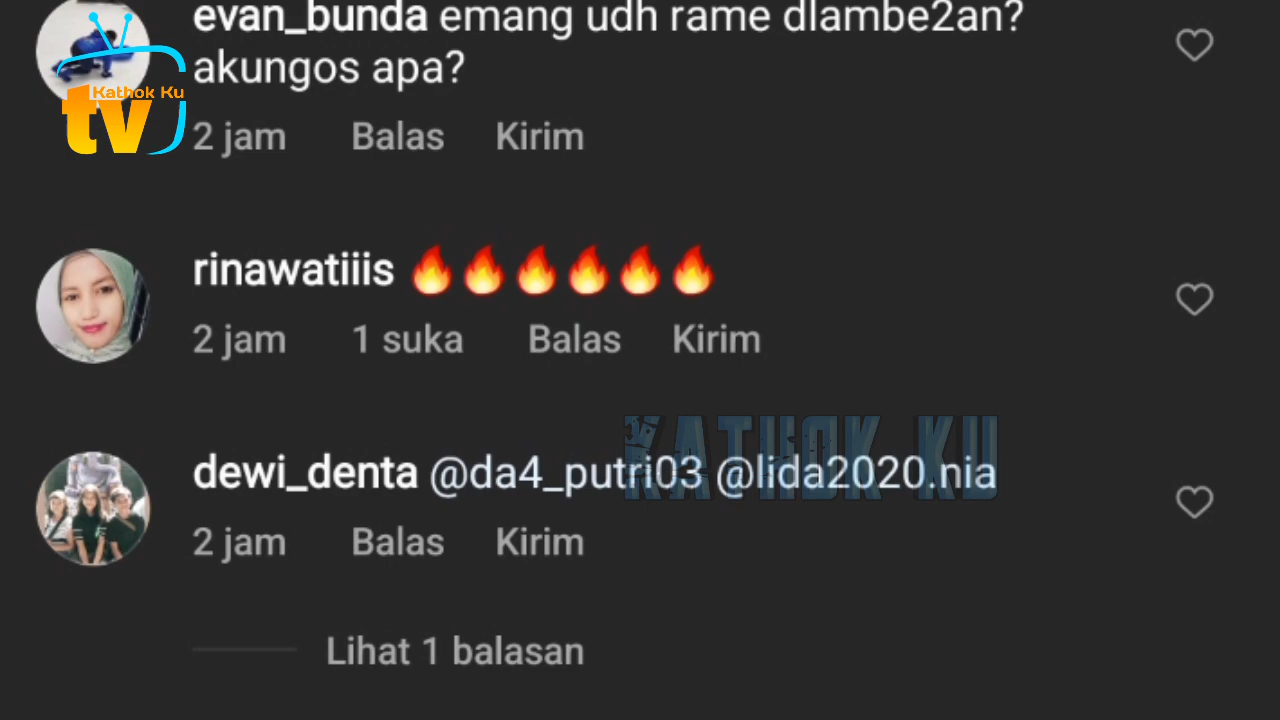 evan_bunda emang udh rame dlambe2an?
akungos apa?
Kathok Ku
tv
2 jam Balas Kirim
rinawatiiis 🔥🔥🔥🔥🔥🔥
2 jam 1 suka Balas Kirim
KATHOK KU
dewi_denta @da4_putri03 @lida2020.nia
2 jam Balas Kirim
Lihat 1 balasan